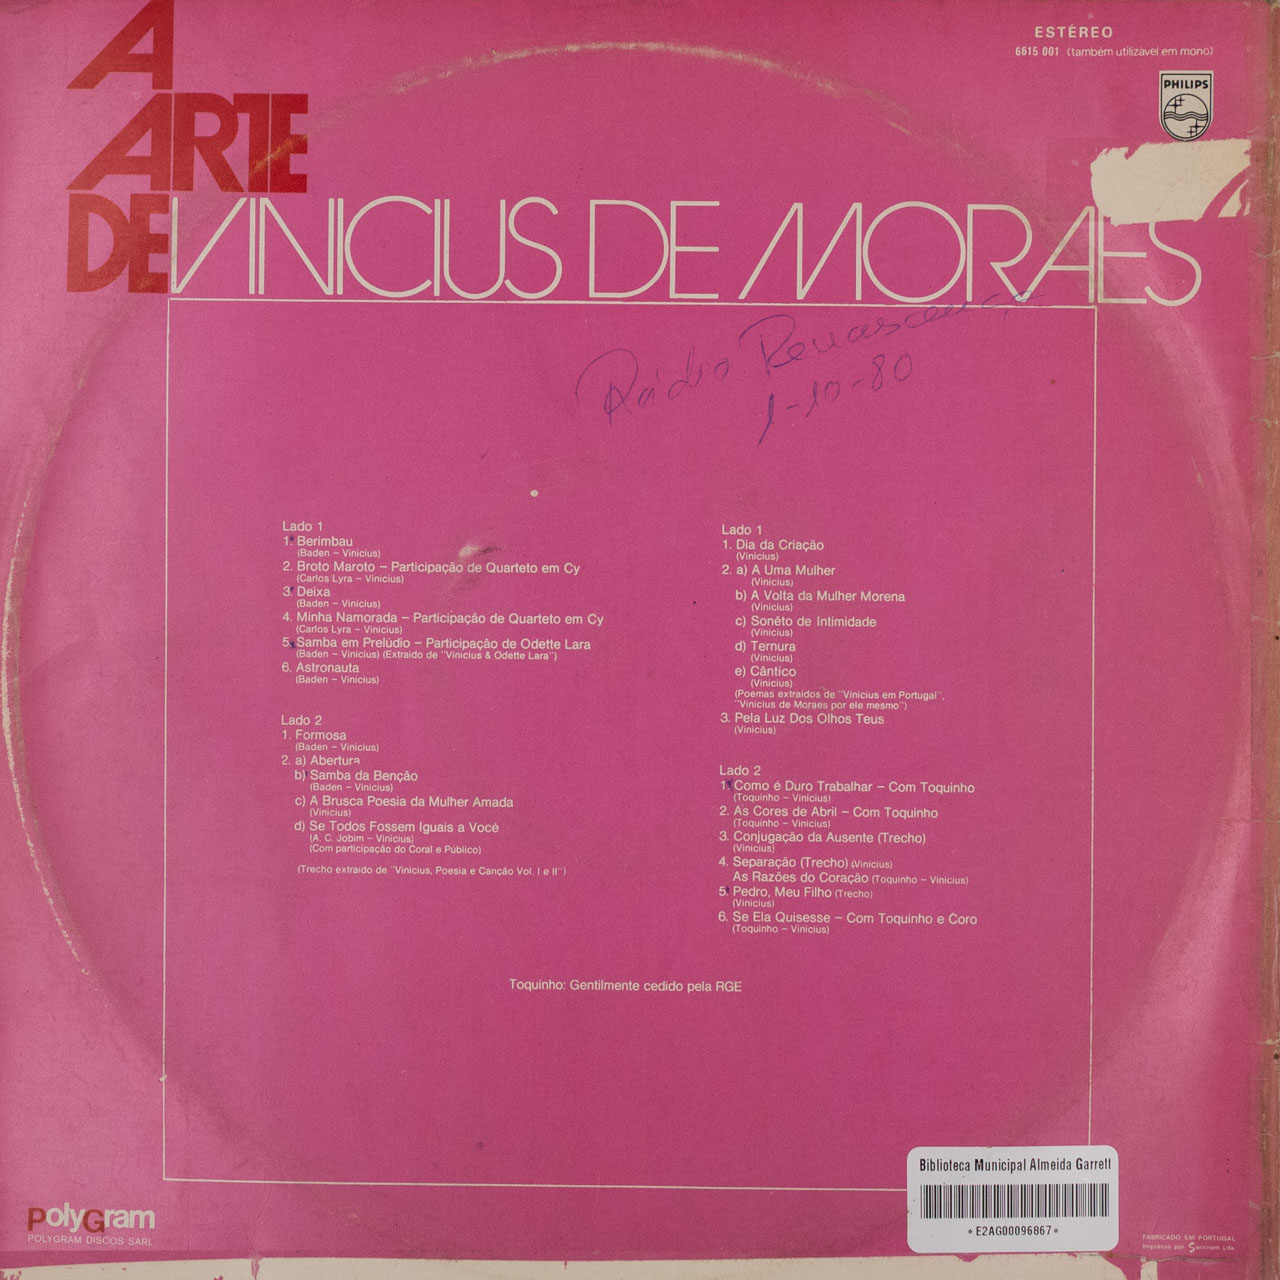 A
ARTE
DE VINICIUS DE MORAES
ESTÉREO
6615 001 (também utilizavel em mono)
PHILIPS
Rádio Renascença
1-10-80
Lado 1
1. Berimbau
(Baden – Vinicius)
2. Broto Maroto – Participação de Quarteto em Cy
(Carlos Lyra – Vinicius)
3. Deixa
(Baden – Vinicius)
4. Minha Namorada – Participação de Quarteto em Cy
(Carlos Lyra – Vinicius)
5. Samba em Prelúdio – Participação de Odette Lara
(Baden – Vinicius) (Extraido de "Vinicius & Odette Lara")
6. Astronauta
(Baden – Vinicius)
Lado 2
1. Formosa
(Baden – Vinicius)
2. a) Abertura
b) Samba da Benção
(Baden – Vinicius)
c) A Brusca Poesia da Mulher Amada
(Vinicius)
d) Se Todos Fossem Iguais a Você
(A. C. Jobim – Vinicius)
(Com participação do Coral e Público)
(Trecho extraido de "Vinicius, Poesia e Canção Vol. I e II")
Lado 1
1. Dia da Criação
(Vinicius)
2. a) A Uma Mulher
(Vinicius)
b) A Volta da Mulher Morena
(Vinicius)
c) Sonêto de Intimidade
(Vinicius)
d) Ternura
(Vinicius)
e) Cântico
(Vinicius)
(Poemas extraidos de "Vinicius em Portugal",
"Vinicius de Moraes por ele mesmo")
3. Pela Luz Dos Olhos Teus
(Vinicius)
Lado 2
1. Como é Duro Trabalhar – Com Toquinho
(Toquinho – Vinicius)
2. As Cores de Abril – Com Toquinho
(Toquinho – Vinicius)
3. Conjugação da Ausente (Trecho)
(Vinicius)
4. Separação (Trecho) (Vinicius)
As Razões do Coração (Toquinho – Vinicius)
5. Pedro, Meu Filho (Trecho)
(Vinicius)
6. Se Ela Quisesse – Com Toquinho e Coro
(Toquinho – Vinicius)
Toquinho: Gentilmente cedido pela RGE
Biblioteca Municipal Almeida Garrett
*E2AG00096867*
PolyGram
POLYGRAM DISCOS SARL
FABRICADO EM PORTUGAL
Impresso por
Lda